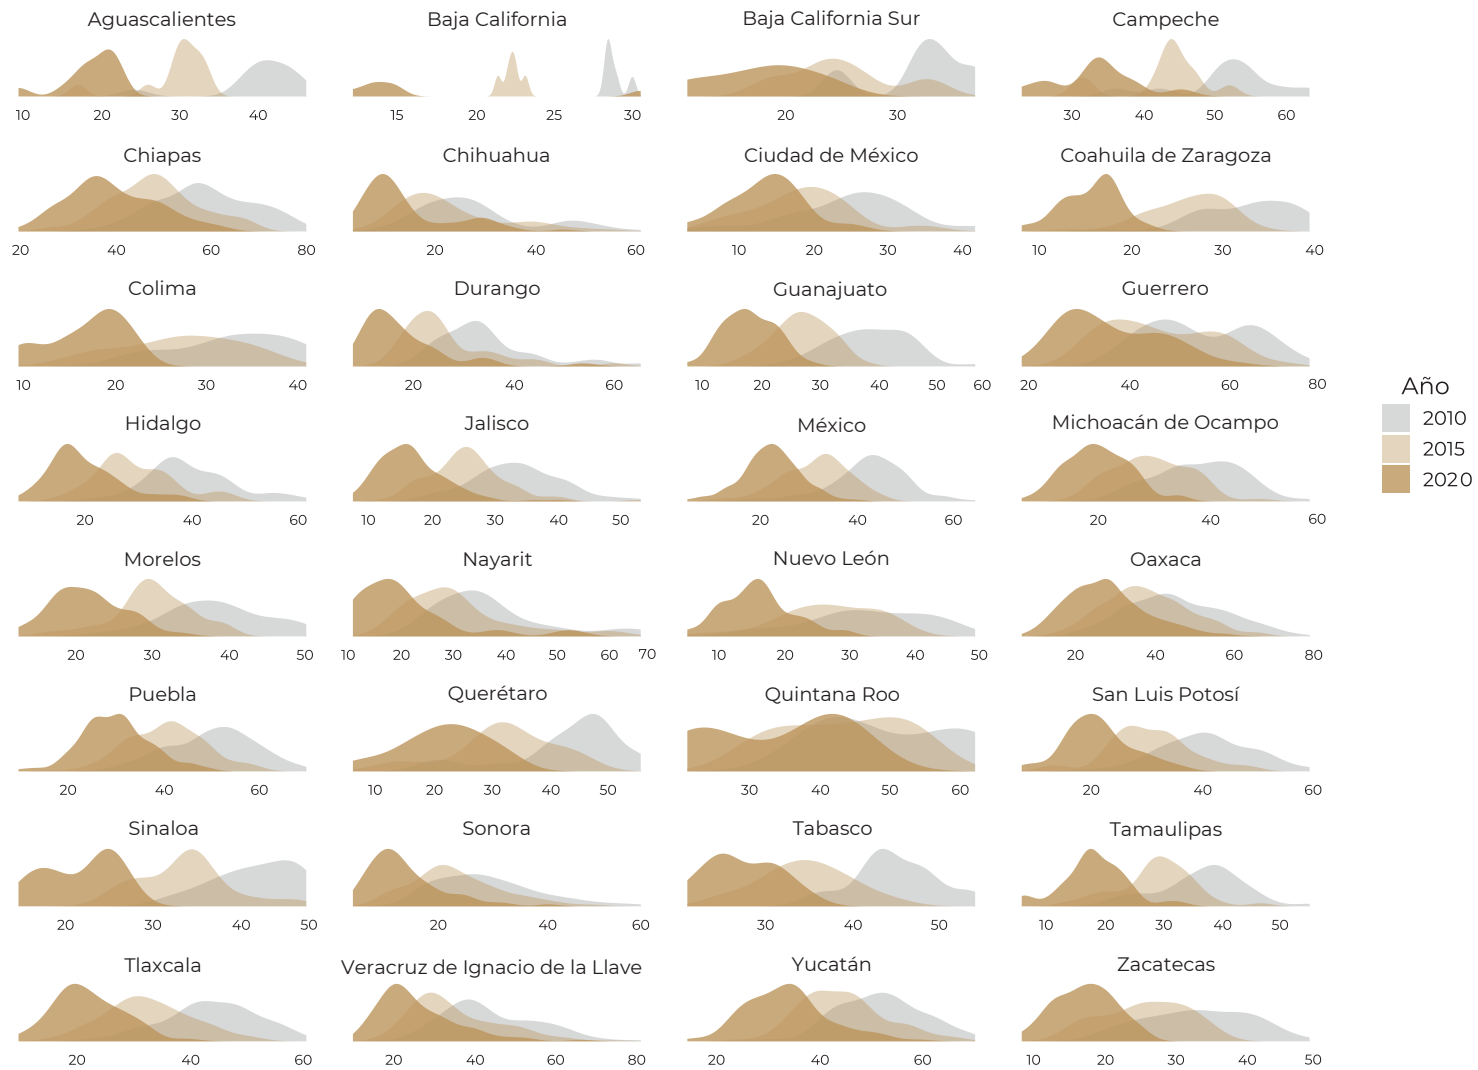 Aguascalientes Baja California Baja California Sur Campeche
10 20 30 40 15 20 25 30 20 30 30 40 50 60
Chiapas Chihuahua Ciudad de México Coahuila de Zaragoza
20 40 60 80 20 40 60 10 20 30 40 10 20 30 40
Colima Durango Guanajuato Guerrero
10 20 30 40 20 40 60 10 20 30 40 50 60 20 40 60 80
Año
2010
2015
2020
Hidalgo Jalisco México Michoacán de Ocampo
20 40 60 10 20 30 40 50 20 40 60 20 40 60
Morelos Nayarit Nuevo León Oaxaca
20 30 40 50 10 20 30 40 50 60 70 10 20 30 40 50 20 40 60 80
Puebla Querétaro Quintana Roo San Luis Potosí
20 40 60 10 20 30 40 50 30 40 50 60 20 40 60
Sinaloa Sonora Tabasco Tamaulipas
20 30 40 50 20 40 60 30 40 50 10 20 30 40 50
Tlaxcala Veracruz de Ignacio de la Llave Yucatán Zacatecas
20 40 60 20 40 60 80 20 40 60 10 20 30 40 50